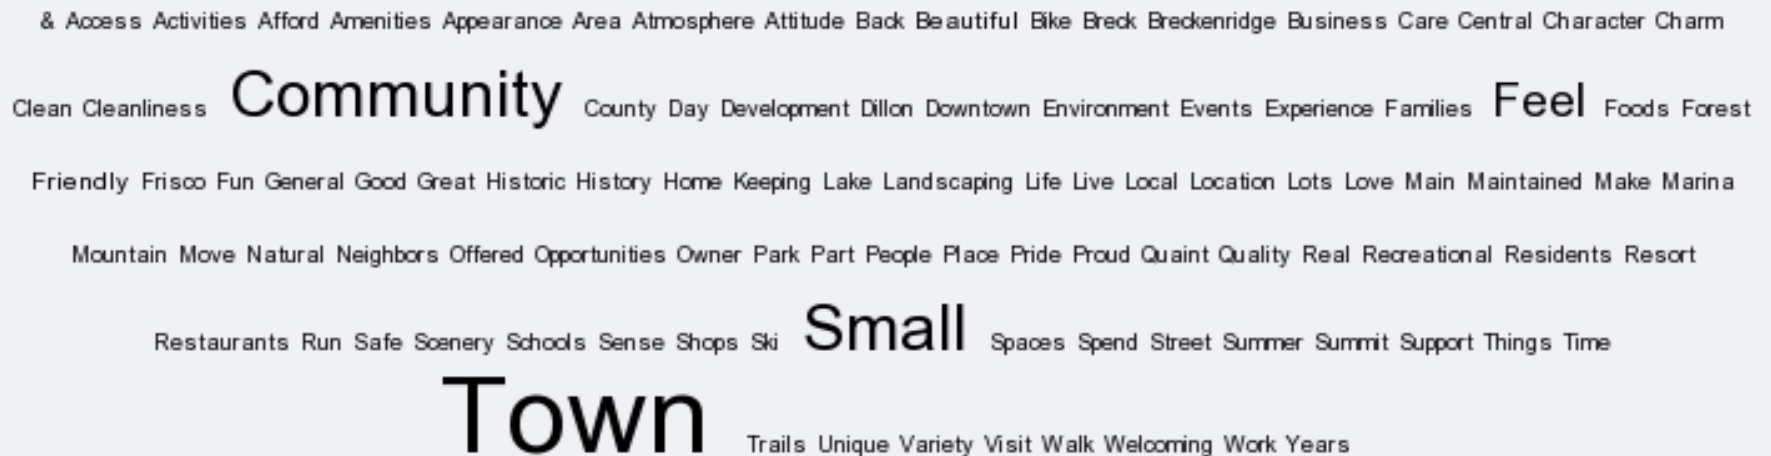 & Access Activities Afford Amenities Appearance Area Atmosphere Attitude Back Beautiful Bike Breck Breckenridge Business Care Central Character Charm
Clean Cleanliness Community County Day Development Dillon Downtown Environment Events Experience Families Feel Foods Forest
Friendly Frisco Fun General Good Great Historic History Home Keeping Lake Landscaping Life Live Local Location Lots Love Main Maintained Make Marina
Mountain Move Natural Neighbors Offered Opportunities Owner Park Part People Place Pride Proud Quaint Quality Real Recreational Residents Resort
Restaurants Run Safe Scenery Schools Sense Shops Ski Small Spaces Spend Street Summer Summit Support Things Time
Town Trails Unique Variety Visit Walk Welcoming Work Years